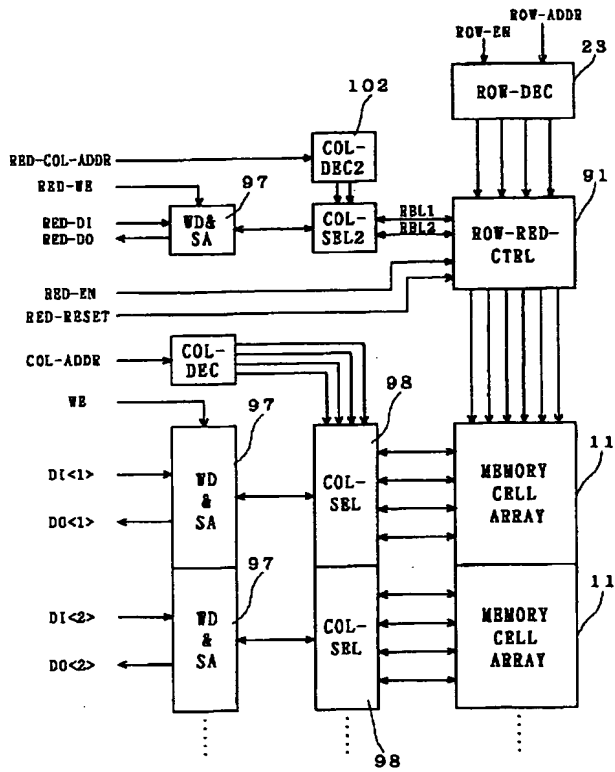 ROW-EN
ROW-ADDR
23
ROW-DEC
102
COL-
DEC2
RED-COL-ADDR
RED-WE
97
91
RED-DI
RED-DO
WD&
SA
COL-
SEL2
RBL1
RBL2
ROW-RED-
CTRL
RED-EN
RED-RESET
COL-ADDR
COL-
DEC
98
WE
97
11
DI<1>
DO<1>
WD
&
SA
COL-
SEL
MEMORY
CELL
ARRAY
97
11
DI<2>
DO<2>
WD
&
SA
COL-
SEL
MEMORY
CELL
ARRAY
98